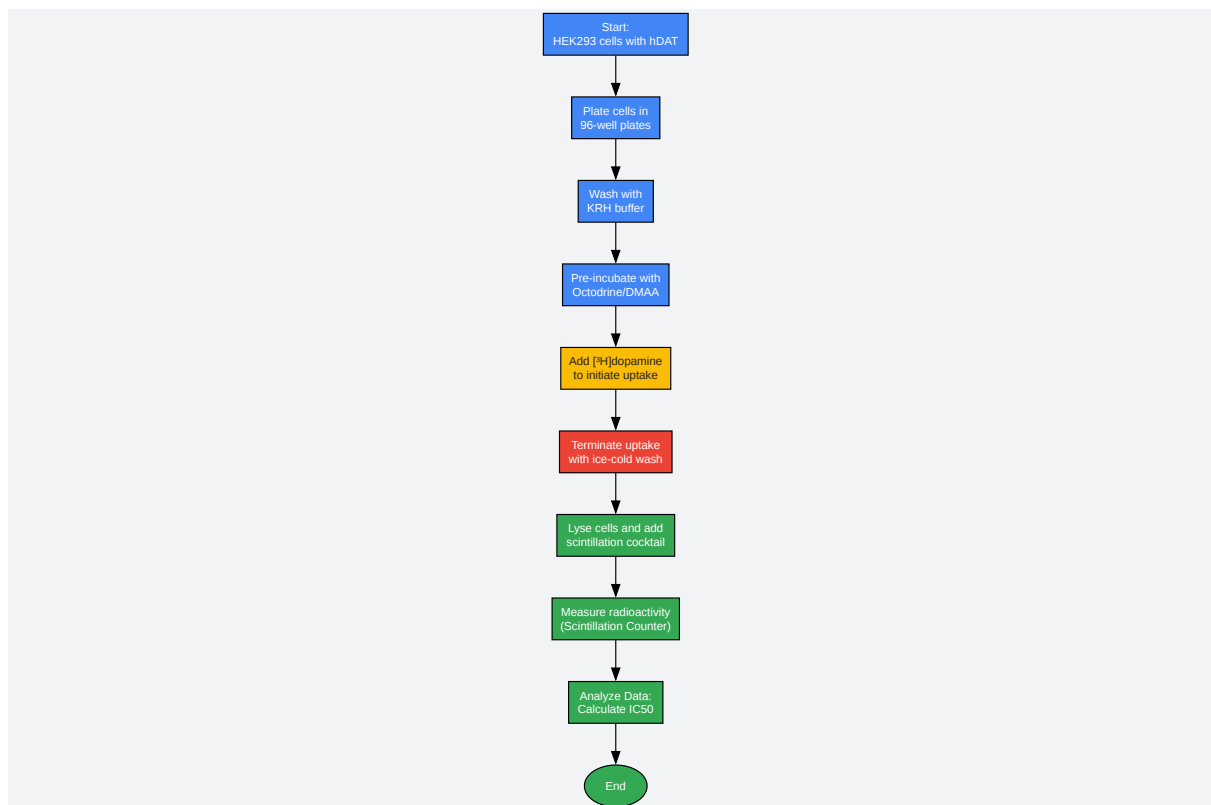 Start:
HEK293 cells with hDAT
Plate cells in
96-well plates
Wash with
KRH buffer
Pre-incubate with
Octodrine/DMAA
Add [³H]dopamine
to initiate uptake
Terminate uptake
with ice-cold wash
Lyse cells and add
scintillation cocktail
Measure radioactivity
(Scintillation Counter)
Analyze Data:
Calculate IC50
End